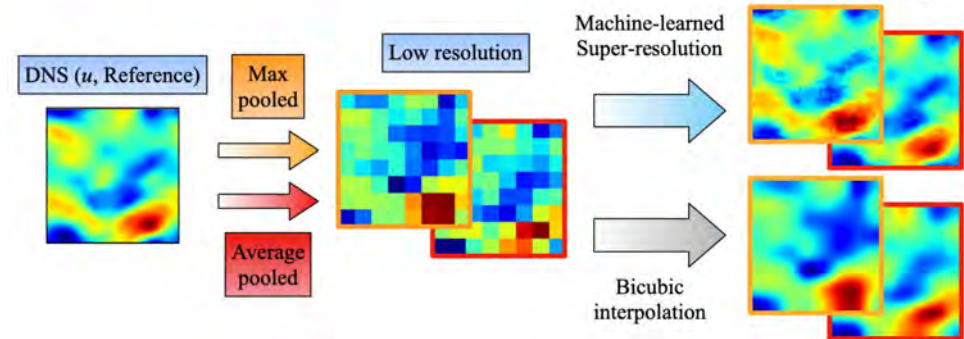 DNS (u, Reference)
Max
pooled
Average
pooled
Low resolution
Machine-learned
Super-resolution
Bicubic
interpolation